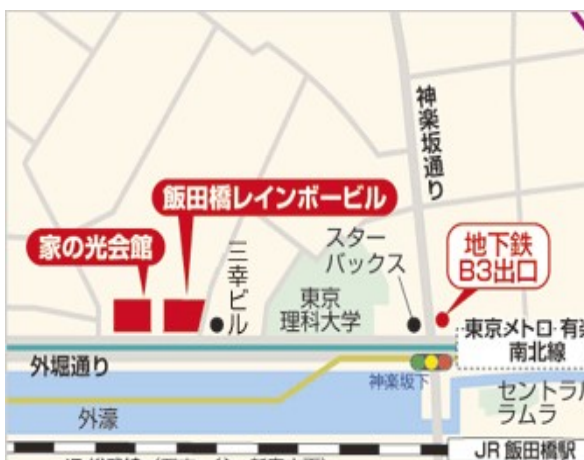 神楽坂通り
飯田橋レインボービル
家の光会館
三幸ビル
スター
バックス
地下鉄
B3出口
東京
理科大学
東京メトロ・有楽
南北線
外堀通り
神楽坂下
セントラル
ラムラ
外濠
JR 飯田橋駅